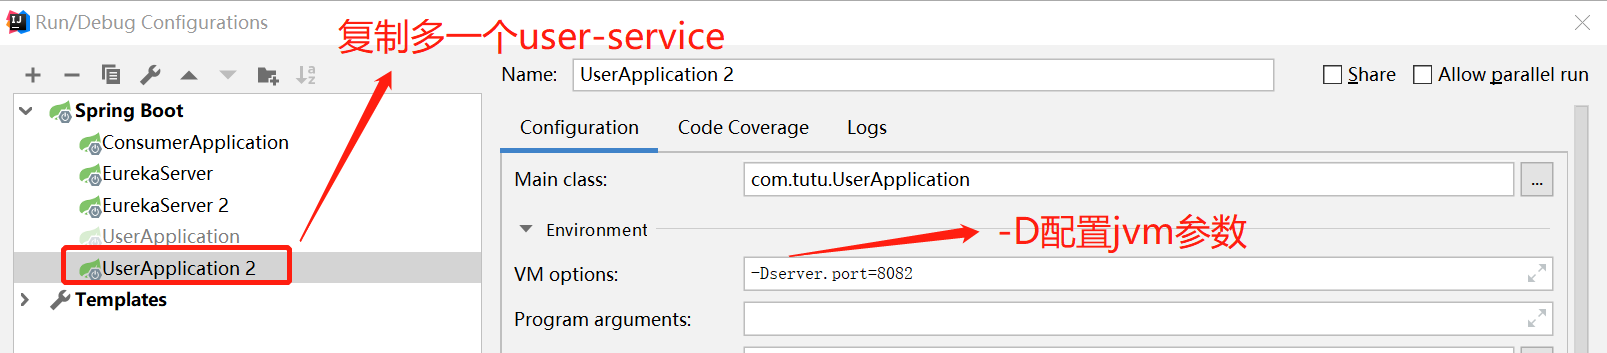 Run/Debug Configurations
复制多一个user-service
Name: UserApplication 2
Share
Allow parallel run
Spring Boot
ConsumerApplication
EurekaServer
EurekaServer 2
UserApplication
UserApplication 2
Templates
Configuration
Code Coverage
Logs
Main class: com.tutu.UserApplication
...
Environment
-D配置jvm参数
VM options: -Dserver.port=8082
Program arguments: